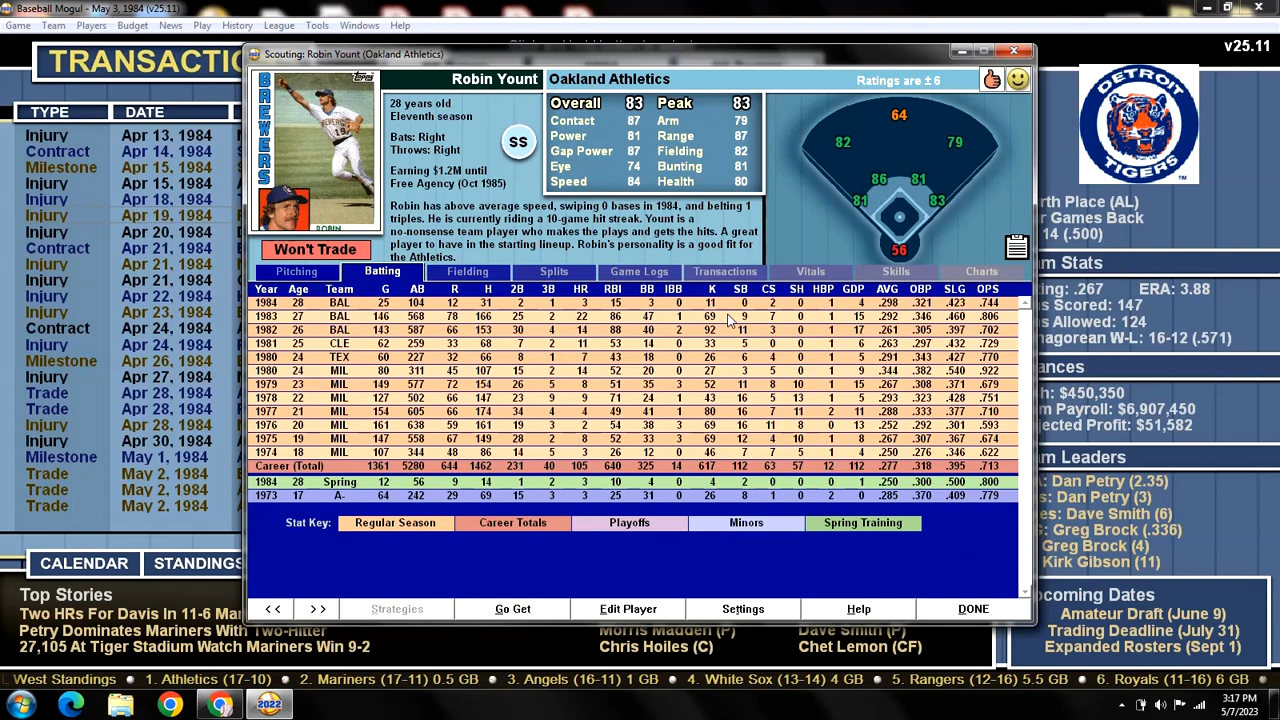 Baseball Mogul - May 3, 1984 (v25.11)
Game Team Players Budget News Play History League Tools Windows Help
v25.11
TRANSACTIO
TYPE DATE
Injury Apr 13, 1984
Contract Apr 14, 1984
Milestone Apr 15, 1984
Injury Apr 18, 1984
Injury Apr 19, 1984
Injury Apr 20, 1984
Contract Apr 21, 1984
Injury Apr 21, 1984
Injury Apr 21, 1984
Injury Apr 23, 1984
Contract Apr 24, 1984
Injury Apr 24, 1984
Milestone Apr 26, 1984
Injury Apr 27, 1984
Trade Apr 28, 1984
Trade Apr 28, 1984
Injury Apr 28, 1984
Injury Apr 30, 1984
Milestone May 1, 1984
Trade May 2, 1984
Trade May 2, 1984
Trade May 2, 1984
CALENDAR STANDINGS
Top Stories
Two HRs For Davis In 11-6 Mar
Petry Dominates Mariners With Two-Hitter
27,105 At Tiger Stadium Watch Mariners Win 9-2
Scouting: Robin Yount (Oakland Athletics)
BREWERS
Topps
ROBIN
Robin Yount Oakland Athletics
Ratings are ± 6
28 years old
Eleventh season
Bats: Right
Throws: Right
Earning $1.2M until
Free Agency (Oct 1985)
SS
Overall 83 Peak 83
Contact 87 Arm 79
Power 81 Range 87
Gap Power 87 Fielding 82
Eye 74 Bunting 81
Speed 84 Health 80
64
82 79
86 81
81 83
56
Robin has above average speed, swiping 0 bases in 1984, and belting 1
triples. He is currently riding a 10-game hit streak. Yount is a
no-nonsense team player who makes the plays and gets the hits. A great
player to have in the starting lineup. Robin's personality is a good fit for
the Athletics.
Won't Trade
Pitching Batting Fielding Splits Game Logs Transactions Vitals Skills Charts
Year Age Team G AB R H 2B 3B HR RBI BB IBB K SB CS SH HBP GDP AVG OBP SLG OPS
1984 28 BAL 25 104 12 31 2 1 3 15 3 0 11 0 2 0 1 4 .298 .321 .423 .744
1983 27 BAL 146 568 78 166 25 2 22 86 47 1 69 9 7 0 1 15 .292 .346 .460 .806
1982 26 BAL 143 587 66 153 30 4 14 88 40 2 92 11 3 0 1 17 .261 .305 .397 .702
1981 25 CLE 62 259 33 68 7 2 11 53 14 0 33 5 0 0 1 6 .263 .297 .432 .729
1980 24 TEX 60 227 32 66 8 1 7 43 18 0 26 6 4 0 1 5 .291 .343 .427 .770
1980 24 MIL 80 311 45 107 15 2 14 52 20 0 27 3 5 0 1 9 .344 .382 .540 .922
1979 23 MIL 149 577 72 154 26 5 8 51 35 3 52 11 8 10 1 15 .267 .308 .371 .679
1978 22 MIL 127 502 66 147 23 9 9 71 24 1 43 16 5 13 1 5 .293 .323 .428 .751
1977 21 MIL 154 605 66 174 34 4 4 49 41 1 80 16 7 11 2 11 .288 .333 .377 .710
1976 20 MIL 161 638 59 161 19 3 2 54 38 3 69 16 11 8 0 13 .252 .292 .301 .593
1975 19 MIL 147 558 67 149 28 2 8 52 33 3 69 12 4 10 1 8 .267 .307 .367 .674
1974 18 MIL 107 344 48 86 14 5 3 26 12 0 46 7 7 5 1 4 .250 .276 .346 .622
Career (Total) 1361 5280 644 1462 231 40 105 640 325 14 617 112 63 57 12 112 .277 .318 .395 .713
1984 28 Spring 12 56 9 14 1 2 3 10 4 0 4 2 0 0 0 1 .250 .300 .500 .800
1973 17 A- 64 242 29 69 15 3 3 25 31 0 26 8 1 0 2 0 .285 .370 .409 .779
Stat Key: Regular Season Career Totals Playoffs Minors Spring Training
<< >> Strategies Go Get Edit Player Settings Help DONE
Morris Madden (P) Dave Smith (P)
Chris Hoiles (C) Chet Lemon (CF)
DETROIT
TIGERS
rth Place (AL)
r Games Back
14 (.500)
am Stats
ing: .267 ERA: 3.88
s Scored: 147
s Allowed: 124
agorean W-L: 16-12 (.571)
ances
sh: $450,350
m Payroll: $6,907,450
jected Profit: $51,582
am Leaders
A: Dan Petry (2.35)
s: Dan Petry (3)
es: Dave Smith (6)
G: Greg Brock (.336)
Greg Brock (4)
Kirk Gibson (11)
pcoming Dates
Amateur Draft (June 9)
Trading Deadline (July 31)
Expanded Rosters (Sept 1)
L West Standings • 1. Athletics (17-10) • 2. Mariners (17-11) 0.5 GB • 3. Angels (16-11) 1 GB • 4. White Sox (13-14) 4 GB • 5. Rangers (12-16) 5.5 GB • 6. Royals (11-16) 6 GB
2022
3:17 PM
5/7/2023